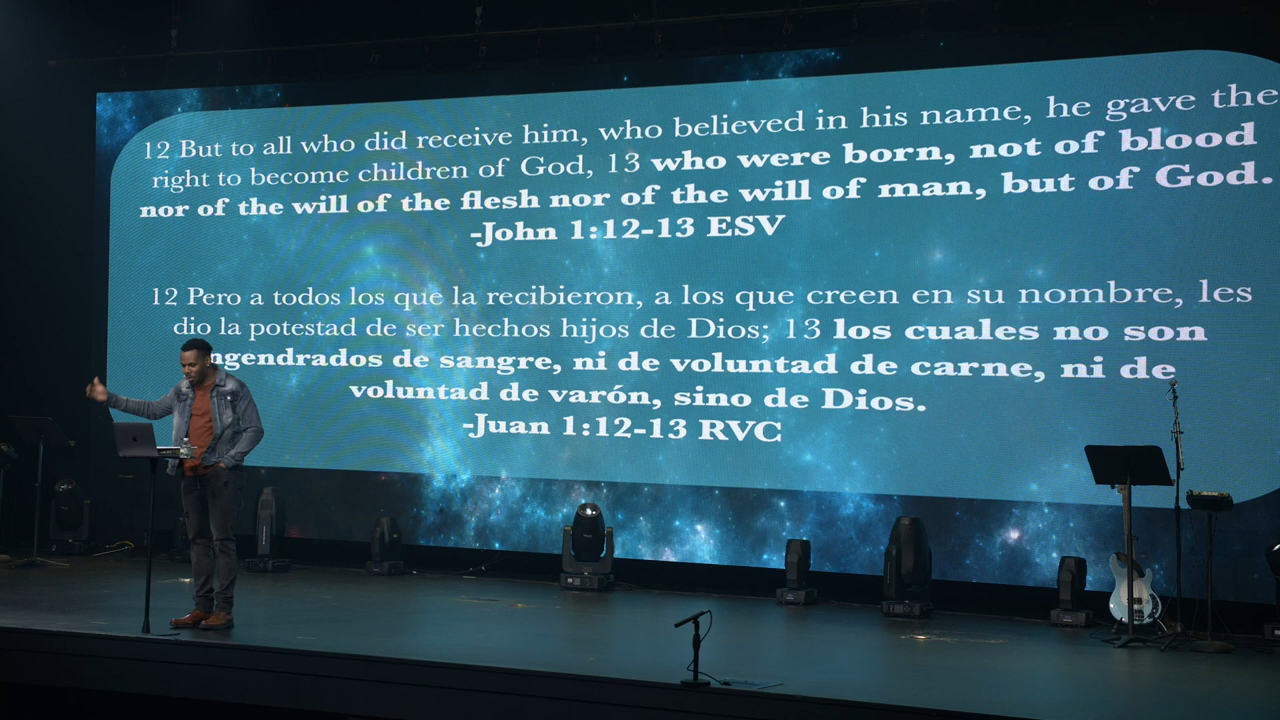 12 But to all who did receive him, who believed in his name, he gave the
right to become children of God, 13 who were born, not of blood
nor of the will of the flesh nor of the will of man, but of God.
-John 1:12-13 ESV
12 Pero a todos los que la recibieron, a los que creen en su nombre, les
dio la potestad de ser hechos hijos de Dios; 13 los cuales no son
ngendrados de sangre, ni de voluntad de carne, ni de
voluntad de varón, sino de Dios.
-Juan 1:12-13 RVC